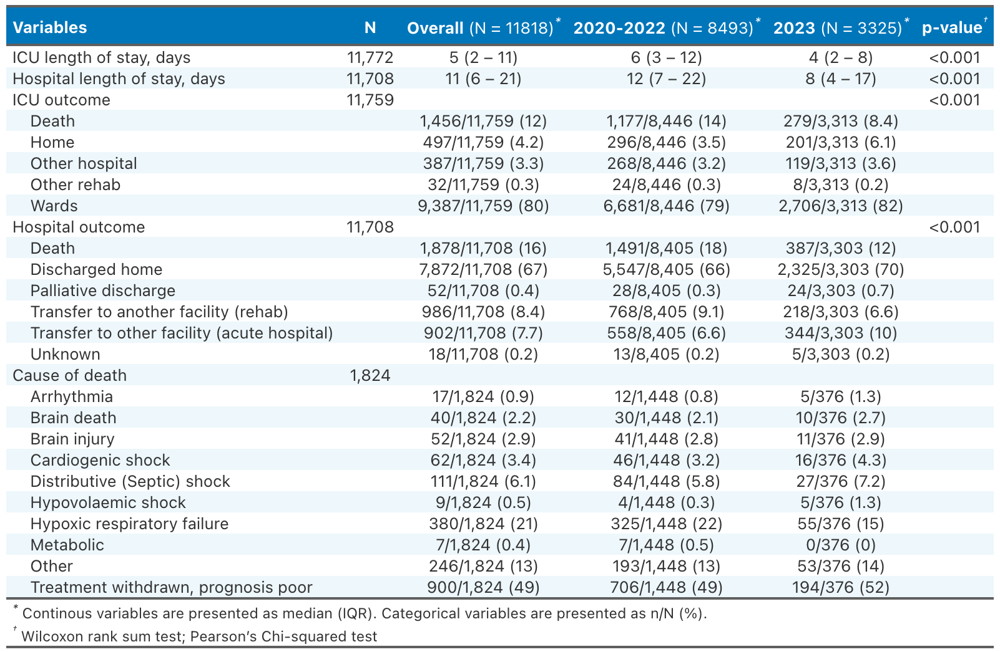 Variables N Overall (N = 11818)* 2020-2022 (N = 8493)* 2023 (N = 3325)* p-value†
ICU length of stay, days 11,772 5 (2 – 11) 6 (3 – 12) 4 (2 – 8) <0.001
Hospital length of stay, days 11,708 11 (6 – 21) 12 (7 – 22) 8 (4 – 17) <0.001
ICU outcome 11,759 <0.001
Death 1,456/11,759 (12) 1,177/8,446 (14) 279/3,313 (8.4)
Home 497/11,759 (4.2) 296/8,446 (3.5) 201/3,313 (6.1)
Other hospital 387/11,759 (3.3) 268/8,446 (3.2) 119/3,313 (3.6)
Other rehab 32/11,759 (0.3) 24/8,446 (0.3) 8/3,313 (0.2)
Wards 9,387/11,759 (80) 6,681/8,446 (79) 2,706/3,313 (82)
Hospital outcome 11,708 <0.001
Death 1,878/11,708 (16) 1,491/8,405 (18) 387/3,303 (12)
Discharged home 7,872/11,708 (67) 5,547/8,405 (66) 2,325/3,303 (70)
Palliative discharge 52/11,708 (0.4) 28/8,405 (0.3) 24/3,303 (0.7)
Transfer to another facility (rehab) 986/11,708 (8.4) 768/8,405 (9.1) 218/3,303 (6.6)
Transfer to other facility (acute hospital) 902/11,708 (7.7) 558/8,405 (6.6) 344/3,303 (10)
Unknown 18/11,708 (0.2) 13/8,405 (0.2) 5/3,303 (0.2)
Cause of death 1,824
Arrhythmia 17/1,824 (0.9) 12/1,448 (0.8) 5/376 (1.3)
Brain death 40/1,824 (2.2) 30/1,448 (2.1) 10/376 (2.7)
Brain injury 52/1,824 (2.9) 41/1,448 (2.8) 11/376 (2.9)
Cardiogenic shock 62/1,824 (3.4) 46/1,448 (3.2) 16/376 (4.3)
Distributive (Septic) shock 111/1,824 (6.1) 84/1,448 (5.8) 27/376 (7.2)
Hypovolaemic shock 9/1,824 (0.5) 4/1,448 (0.3) 5/376 (1.3)
Hypoxic respiratory failure 380/1,824 (21) 325/1,448 (22) 55/376 (15)
Metabolic 7/1,824 (0.4) 7/1,448 (0.5) 0/376 (0)
Other 246/1,824 (13) 193/1,448 (13) 53/376 (14)
Treatment withdrawn, prognosis poor 900/1,824 (49) 706/1,448 (49) 194/376 (52)
* Continous variables are presented as median (IQR). Categorical variables are presented as n/N (%).
† Wilcoxon rank sum test; Pearson’s Chi-squared test